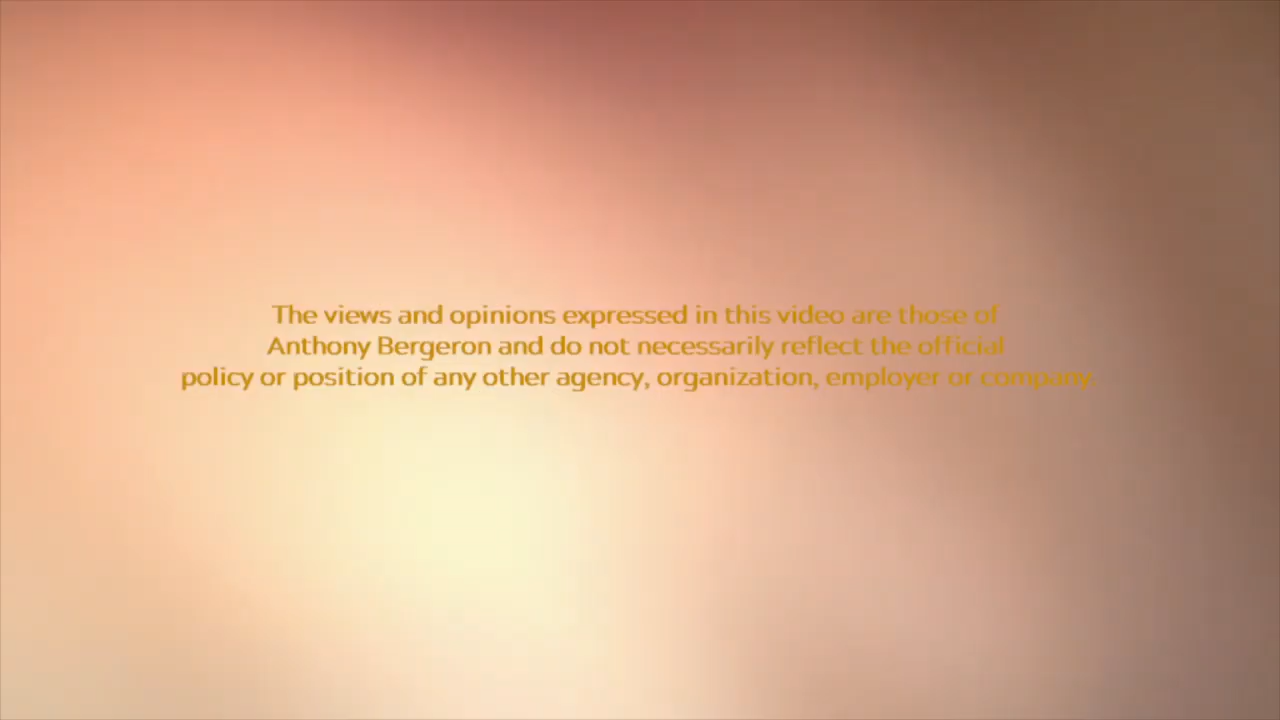 The views and opinions expressed in this video are those of
Anthony Bergeron and do not necessarily reflect the official
policy or position of any other agency, organization, employer or company.